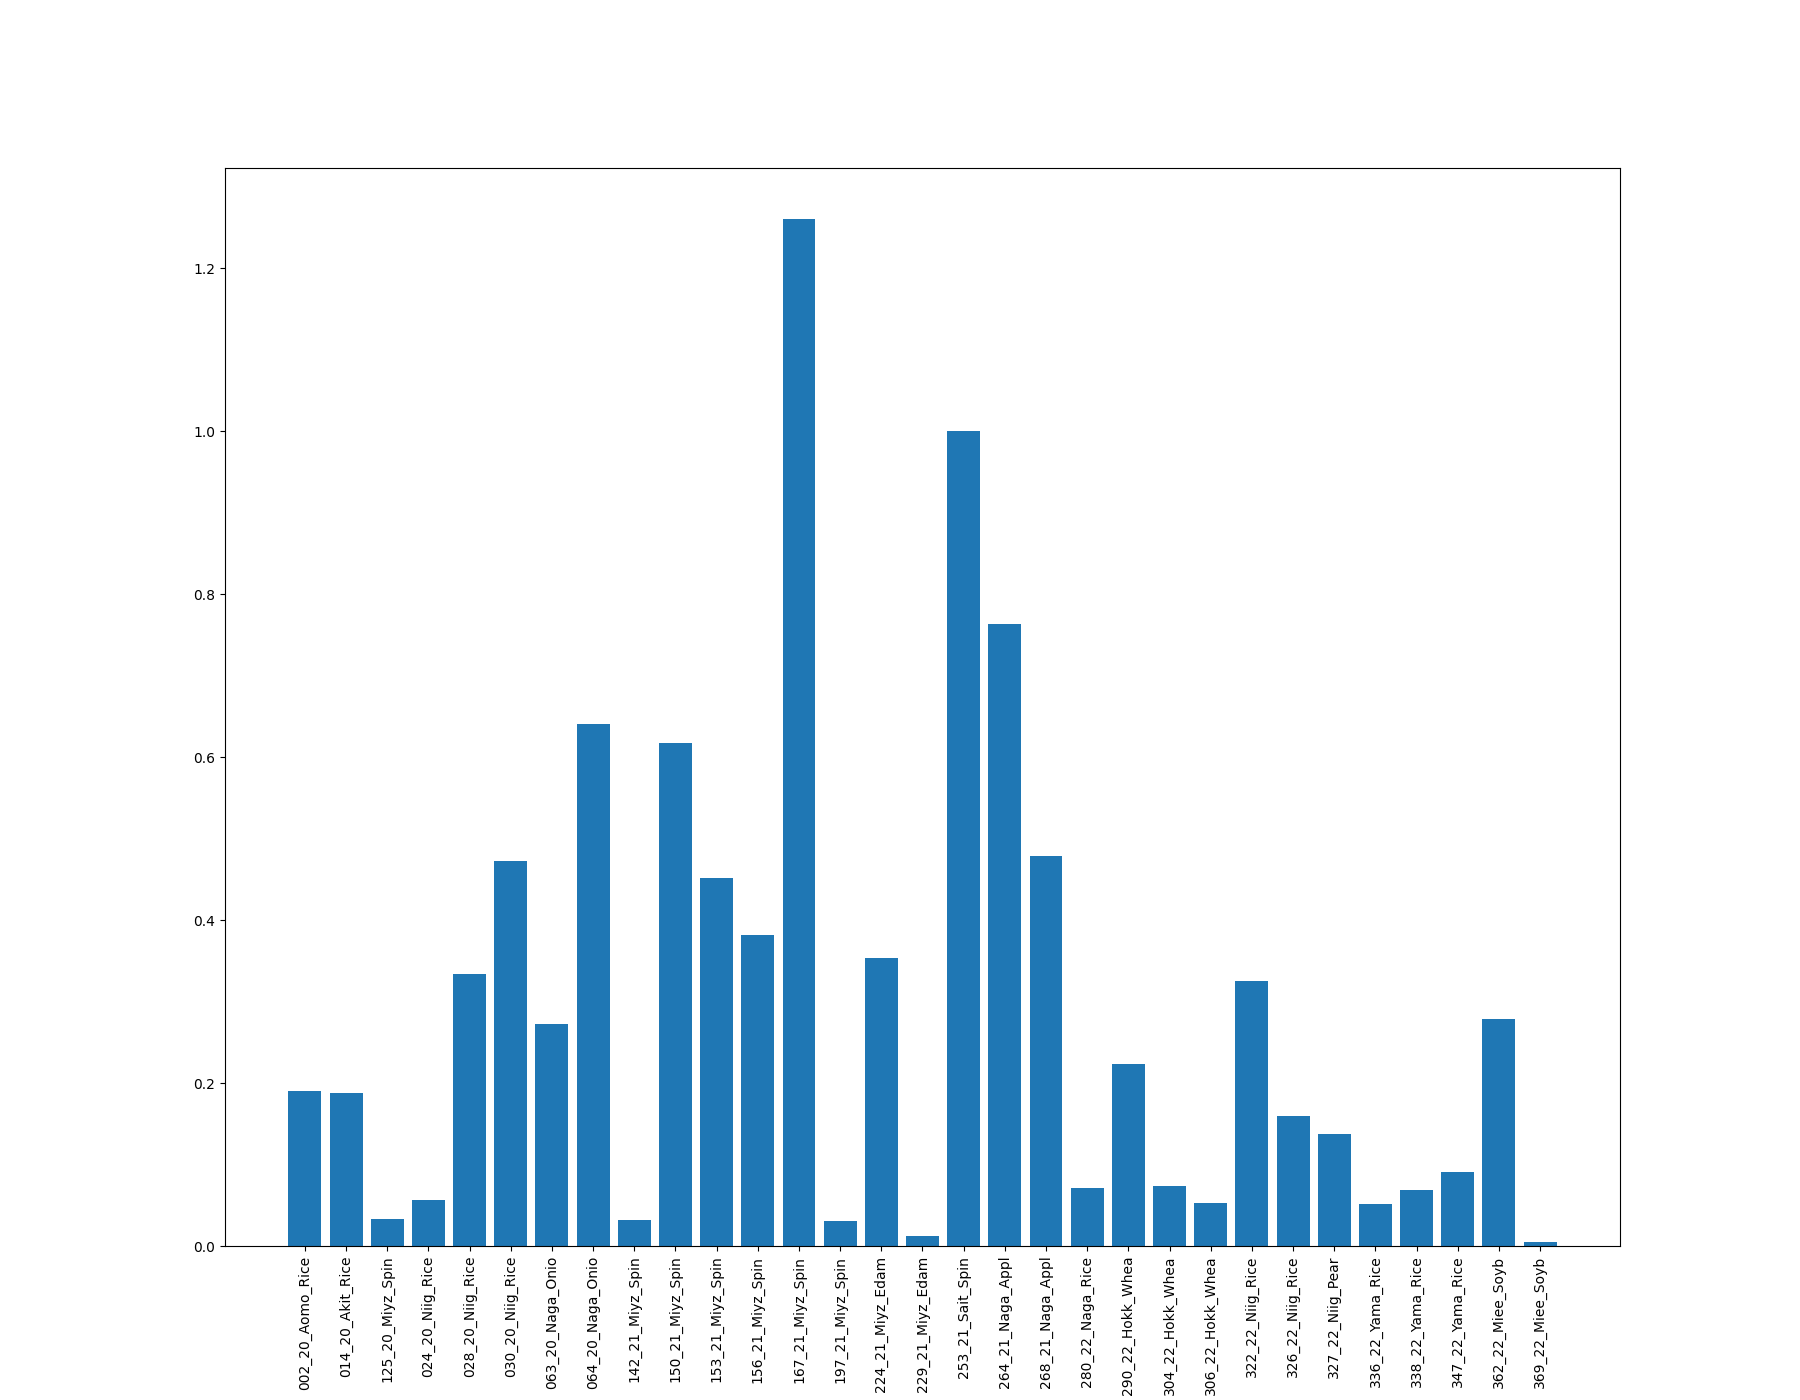 1.2
1.0
0.8
0.6
0.4
0.2
0.0
002_20_Aomo_Rice
014_20_Akit_Rice
125_20_Miyz_Spin
024_20_Niig_Rice
028_20_Niig_Rice
030_20_Niig_Rice
063_20_Naga_Onio
064_20_Naga_Onio
142_21_Miyz_Spin
150_21_Miyz_Spin
153_21_Miyz_Spin
156_21_Miyz_Spin
167_21_Miyz_Spin
197_21_Miyz_Spin
224_21_Miyz_Edam
229_21_Miyz_Edam
253_21_Sait_Spin
264_21_Naga_Appl
268_21_Naga_Appl
280_22_Naga_Rice
290_22_Hokk_Whea
304_22_Hokk_Whea
306_22_Hokk_Whea
322_22_Niig_Rice
326_22_Niig_Rice
327_22_Niig_Pear
336_22_Yama_Rice
338_22_Yama_Rice
347_22_Yama_Rice
362_22_Miee_Soyb
369_22_Miee_Soyb